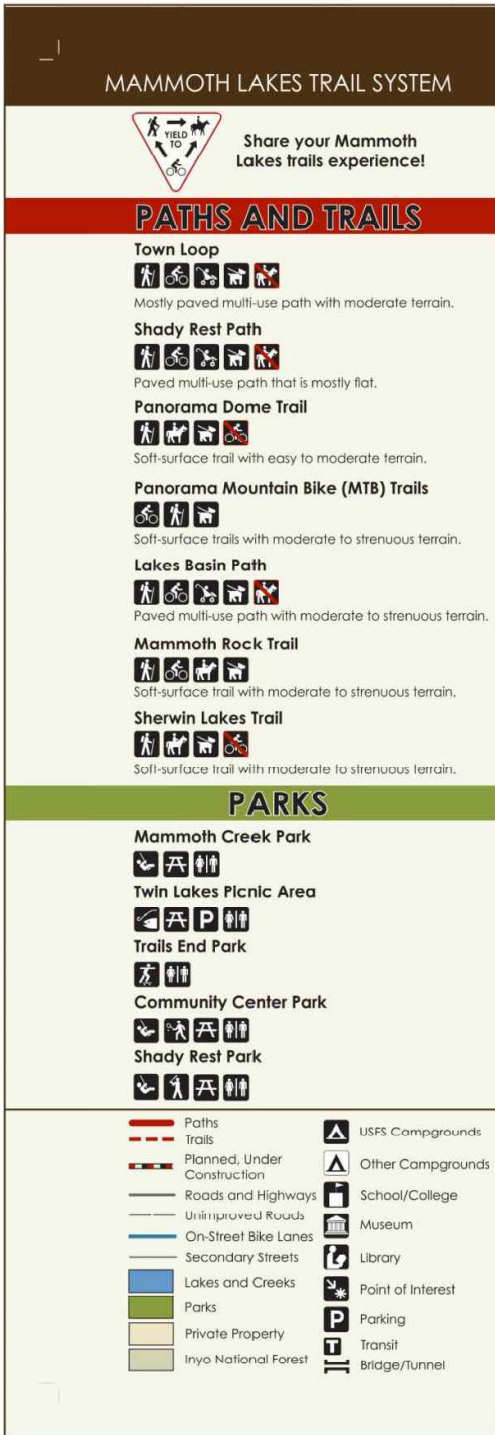 MAMMOTH LAKES TRAIL SYSTEM
YIELD
TO
Share your Mammoth
Lakes trails experience!
PATHS AND TRAILS
Town Loop
Mostly paved multi-use path with moderate terrain.
Shady Rest Path
Paved multi-use path that is mostly flat.
Panorama Dome Trail
Soft-surface trail with easy to moderate terrain.
Panorama Mountain Bike (MTB) Trails
Soft-surface trails with moderate to strenuous terrain.
Lakes Basin Path
Paved multi-use path with moderate to strenuous terrain.
Mammoth Rock Trail
Soft-surface trail with moderate to strenuous terrain.
Sherwin Lakes Trail
Soft-surface trail with moderate to strenuous terrain.
PARKS
Mammoth Creek Park
Twin Lakes Picnic Area
P
Trails End Park
Community Center Park
Shady Rest Park
Paths
Trails
Planned, Under
Construction
Roads and Highways
Unimproved Roads
On-Street Bike Lanes
Secondary Streets
Lakes and Creeks
Parks
Private Property
Inyo National Forest
USFS Campgrounds
Other Campgrounds
School/College
Museum
Library
Point of Interest
P Parking
T Transit
Bridge/Tunnel